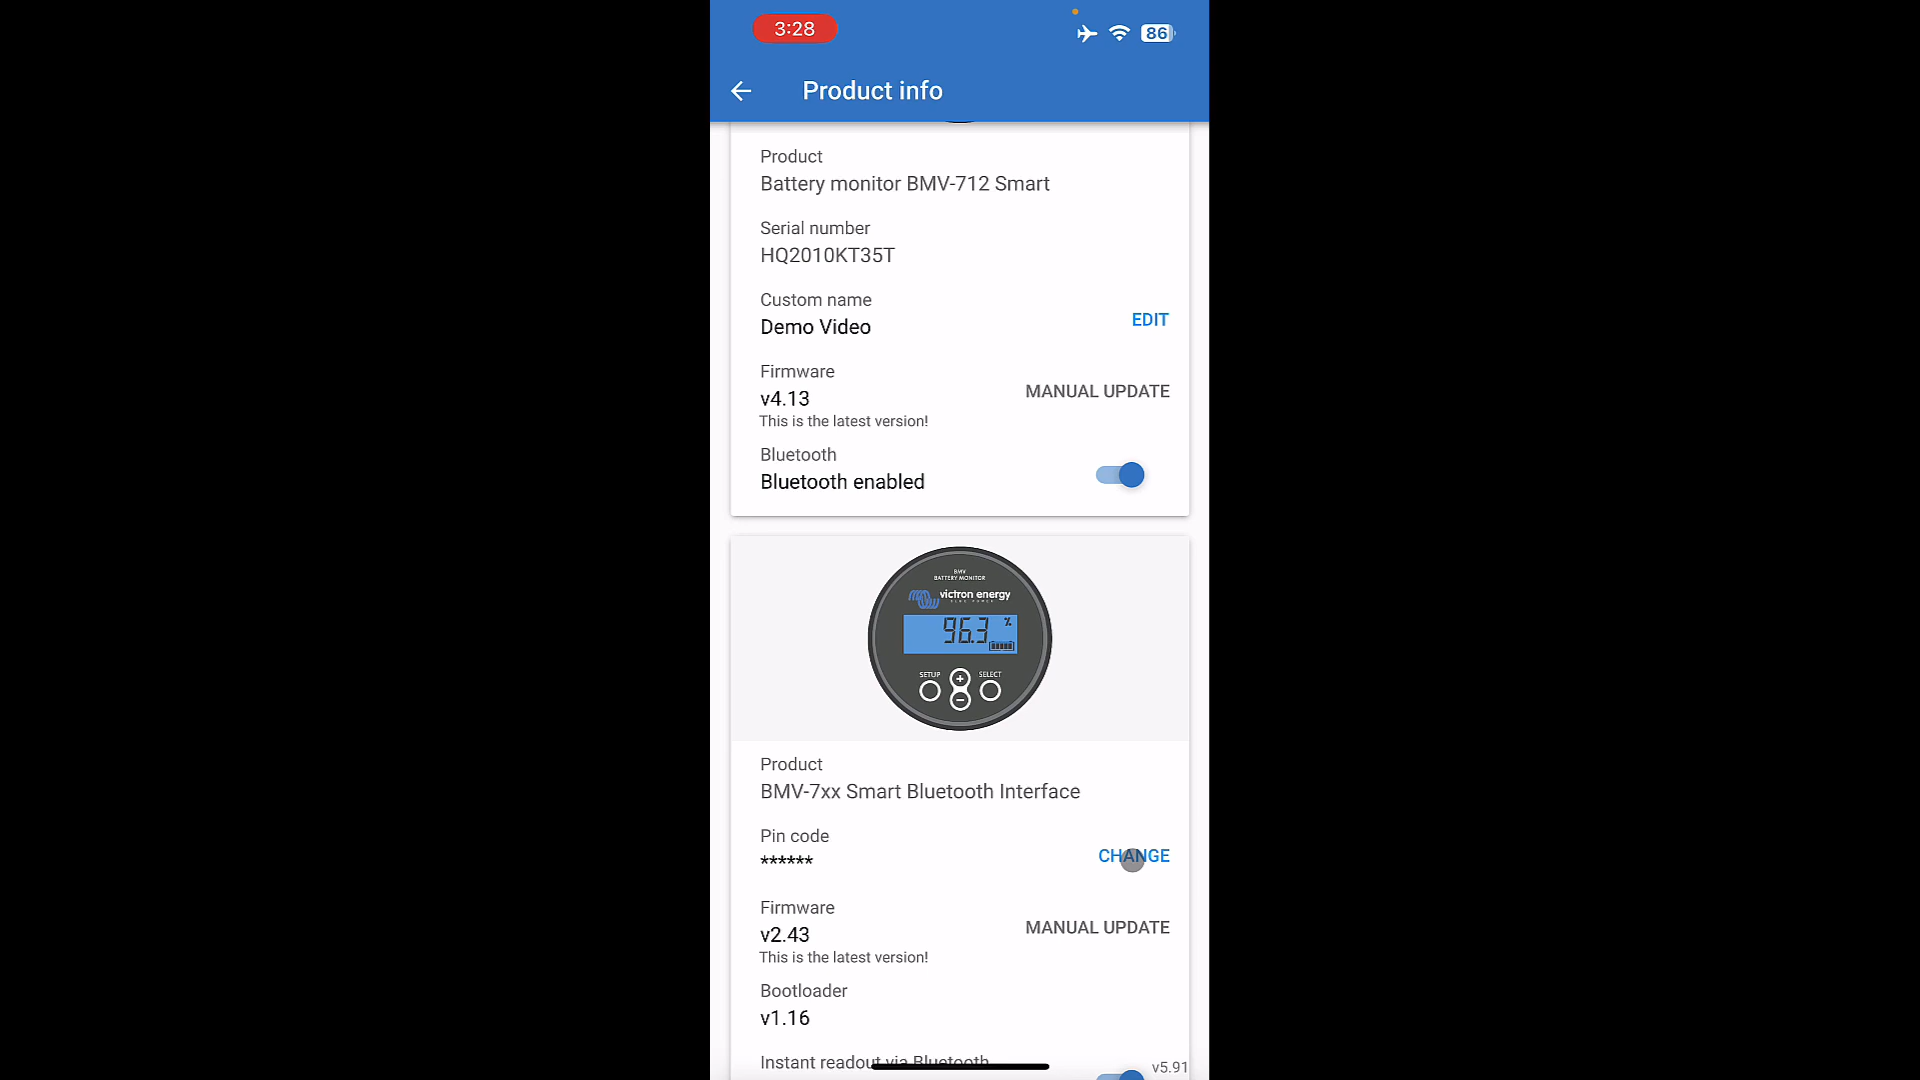 3:28
86
Product info
Product
Battery monitor BMV-712 Smart
Serial number
HQ2010KT35T
Custom name
Demo Video
EDIT
Firmware
v4.13
MANUAL UPDATE
This is the latest version!
Bluetooth
Bluetooth enabled
BMV
BATTERY MONITOR
victron energy
BLUE POWER
96.3 %
SETUP
SELECT
Product
BMV-7xx Smart Bluetooth Interface
Pin code
******
CHANGE
Firmware
v2.43
MANUAL UPDATE
This is the latest version!
Bootloader
v1.16
Instant readout via Bluetooth
v5.91